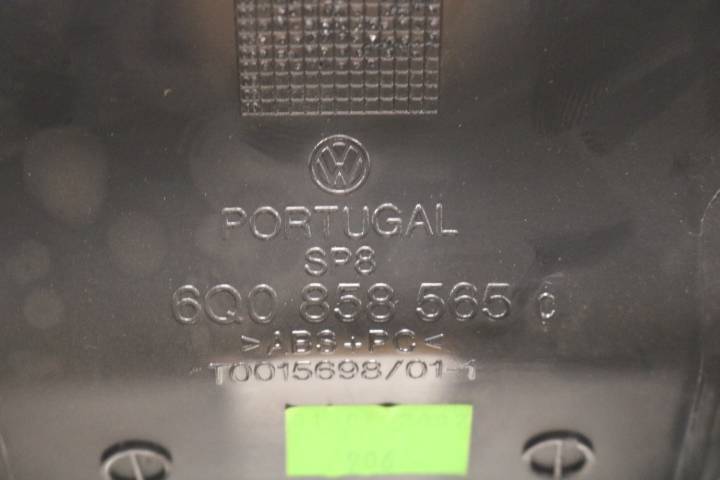 PORTUGAL
SP8
6Q0 858 565 C
>ABS+PC<
T0015698/01-1